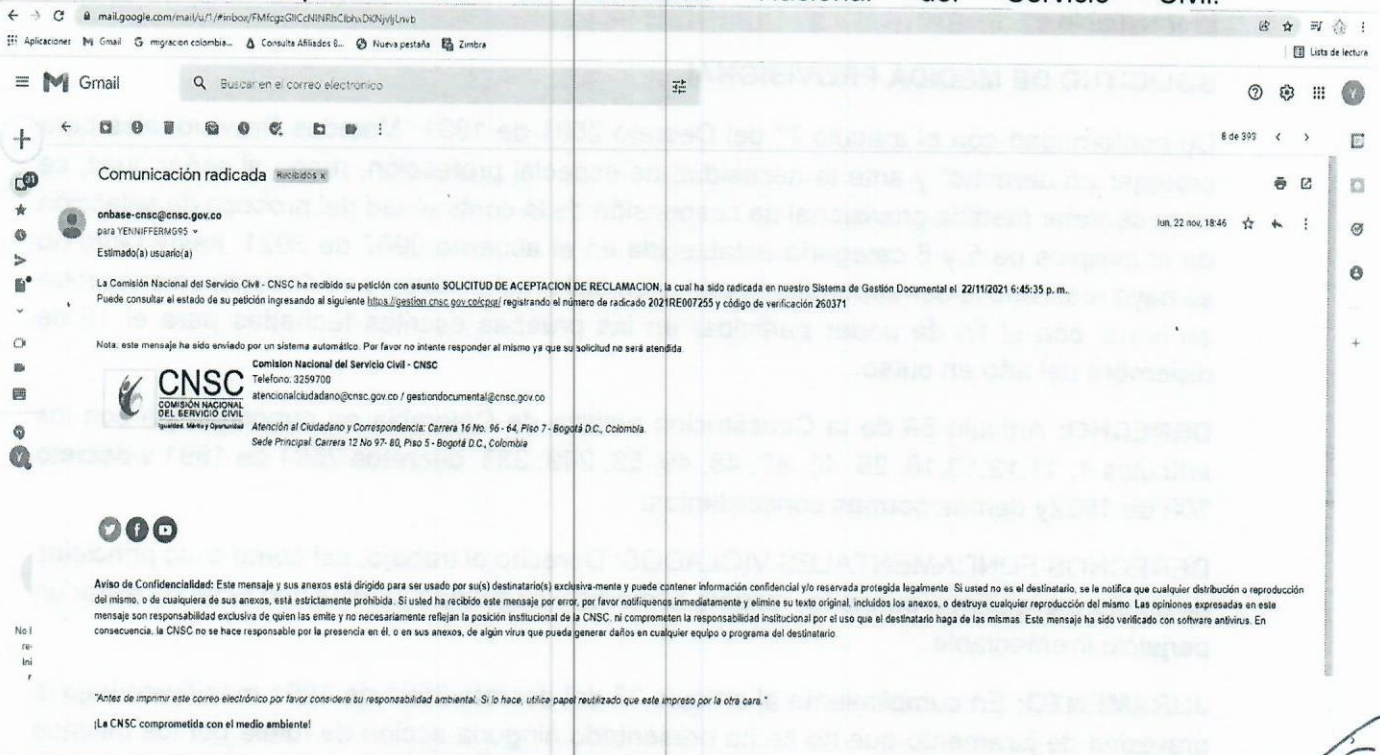 Nacional del Servicio Civil.
mail.google.com/mail/u/1/#inbox/
Aplicaciones Gmail migracion colombia... Consulta Afiliados B... Nueva pestaña Zimbra
Lista de lectura
Gmail
Buscar en el correo electrónico
8 de 393
Comunicación radicada Recibidos x
onbase-cnsc@cnsc.gov.co
lun, 22 nov, 18:46
para YENNIFFERMG95
Estimado(a) usuario(a)
La Comisión Nacional del Servicio Civil - CNSC ha recibido su petición con asunto SOLICITUD DE ACEPTACION DE RECLAMACION, la cual ha sido radicada en nuestro Sistema de Gestión Documental el 22/11/2021 6:45:35 p. m..
Puede consultar el estado de su petición ingresando al siguiente https://gestion.cnsc.gov.co/cpqr/ registrando el número de radicado 2021RE007255 y código de verificación 260371
Nota: este mensaje ha sido enviado por un sistema automático. Por favor no intente responder al mismo ya que su solicitud no será atendida.
Comision Nacional del Servicio Civil - CNSC
Telefono: 3259700
atencionalciudadano@cnsc.gov.co / gestiondocumental@cnsc.gov.co
CNSC
COMISIÓN NACIONAL
DEL SERVICIO CIVIL
Igualdad, Mérito y Oportunidad
Atención al Ciudadano y Correspondencia: Carrera 16 No. 96 - 64, Piso 7 - Bogotá D.C., Colombia
Sede Principal: Carrera 12 No 97- 80, Piso 5 - Bogotá D.C., Colombia
Aviso de Confidencialidad: Este mensaje y sus anexos está dirigido para ser usado por su(s) destinatario(s) exclusiva-mente y puede contener información confidencial y/o reservada protegida legalmente. Si usted no es el destinatario, se le notifica que cualquier distribución o reproducción
del mismo, o de cualquiera de sus anexos, está estrictamente prohibida. Si usted ha recibido este mensaje por error, por favor notifíquenos inmediatamente y elimine su texto original, incluidos los anexos, o destruya cualquier reproducción del mismo. Las opiniones expresadas en este
mensaje son responsabilidad exclusiva de quien las emite y no necesariamente reflejan la posición institucional de la CNSC, ni comprometen la responsabilidad institucional por el uso que el destinatario haga de las mismas. Este mensaje ha sido verificado con software antivirus. En
consecuencia, la CNSC no se hace responsable por la presencia en él, o en sus anexos, de algún virus que pueda generar daños en cualquier equipo o programa del destinatario.
"Antes de imprimir este correo electrónico por favor considere su responsabilidad ambiental. Si lo hace, utilice papel reutilizado que este impreso por la otra cara."
¡La CNSC comprometida con el medio ambiente!